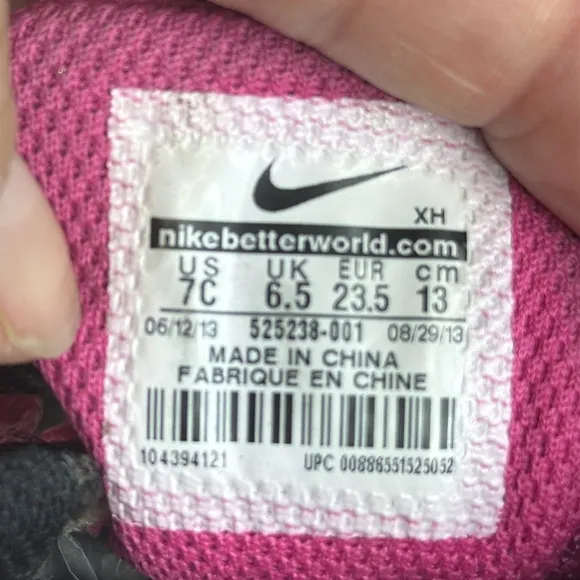 XH
nikebetterworld.com
US UK EUR cm
7C 6.5 23.5 13
06/12/13 525238-001 08/29/13
MADE IN CHINA
FABRIQUE EN CHINE
104394121 UPC 00886551525052